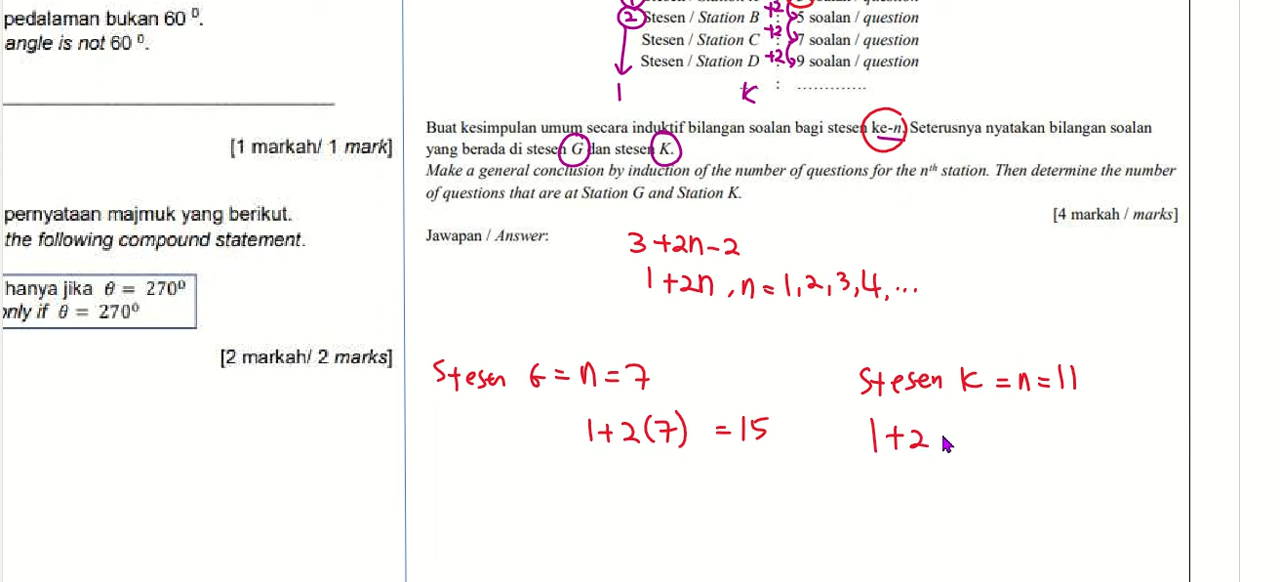 pedalaman bukan 60⁰.
angle is not 60⁰.
[1 markah/ 1 mark]
pernyataan majmuk yang berikut.
the following compound statement.
hanya jika θ = 270⁰
only if θ = 270⁰
[2 markah/ 2 marks]
2 Stesen / Station B +2 : 5 soalan / question
Stesen / Station C +2 : 7 soalan / question
Stesen / Station D +2 : 9 soalan / question
: ..............
K
Buat kesimpulan umum secara induktif bilangan soalan bagi stesen ke-n. Seterusnya nyatakan bilangan soalan
yang berada di stesen G dan stesen K.
Make a general conclusion by induction of the number of questions for the nᵗʰ station. Then determine the number
of questions that are at Station G and Station K.
[4 markah / marks]
Jawapan / Answer:
3+2n-2
1+2n, n=1,2,3,4,...
Stesen G = n = 7
1+2(7) = 15
Stesen K = n = 11
1+2